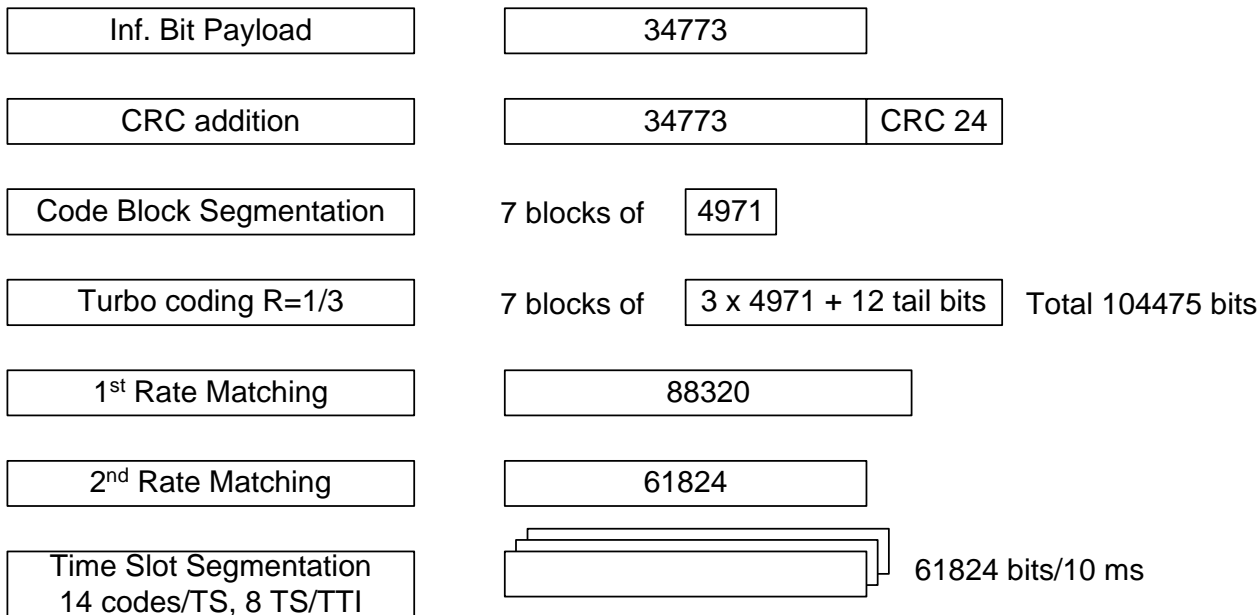 Inf. Bit Payload 34773
CRC addition 34773 CRC 24
Code Block Segmentation 7 blocks of 4971
Turbo coding R=1/3 7 blocks of 3 x 4971 + 12 tail bits Total 104475 bits
1st Rate Matching 88320
2nd Rate Matching 61824
Time Slot Segmentation
14 codes/TS, 8 TS/TTI
61824 bits/10 ms